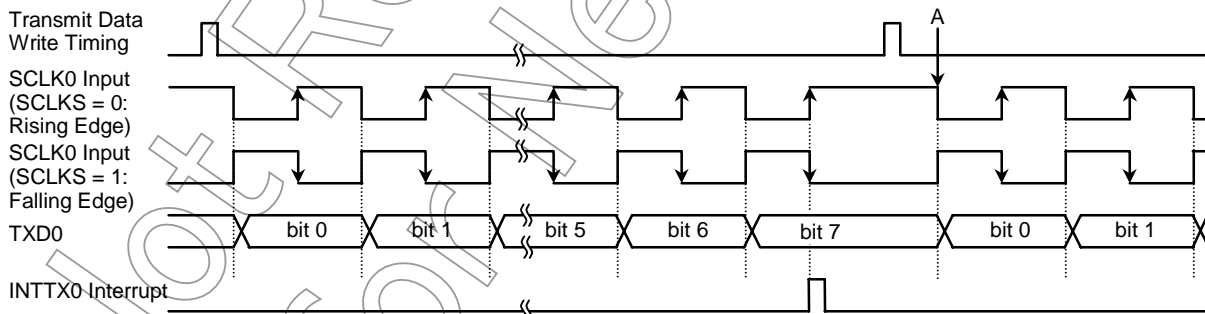 Transmit Data
Write Timing
A
SCLK0 Input
(SCLKS = 0:
Rising Edge)
SCLK0 Input
(SCLKS = 1:
Falling Edge)
TXD0
bit 0
bit 1
bit 5
bit 6
bit 7
bit 0
bit 1
INTTX0 Interrupt